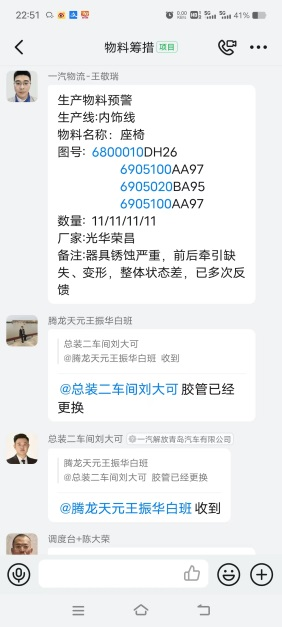 22:51
0.00 KB/S
HD
5G
5G
41%
物料筹措 项目
一汽物流-王敬瑞
生产物料预警
生产线:内饰线
物料名称：座椅
图号：6800010DH26
6905100AA97
6905020BA95
6905100AA97
数量：11/11/11/11
厂家:光华荣昌
备注:器具锈蚀严重，前后牵引缺
失、变形，整体状态差，已多次反
馈
腾龙天元王振华白班
总装二车间刘大可
@腾龙天元王振华白班 收到
@总装二车间刘大可 胶管已经
更换
总装二车间刘大可 一汽解放青岛汽车有限公司
腾龙天元王振华白班
@总装二车间刘大可 胶管已经更换
@腾龙天元王振华白班 收到
调度台+陈大荣